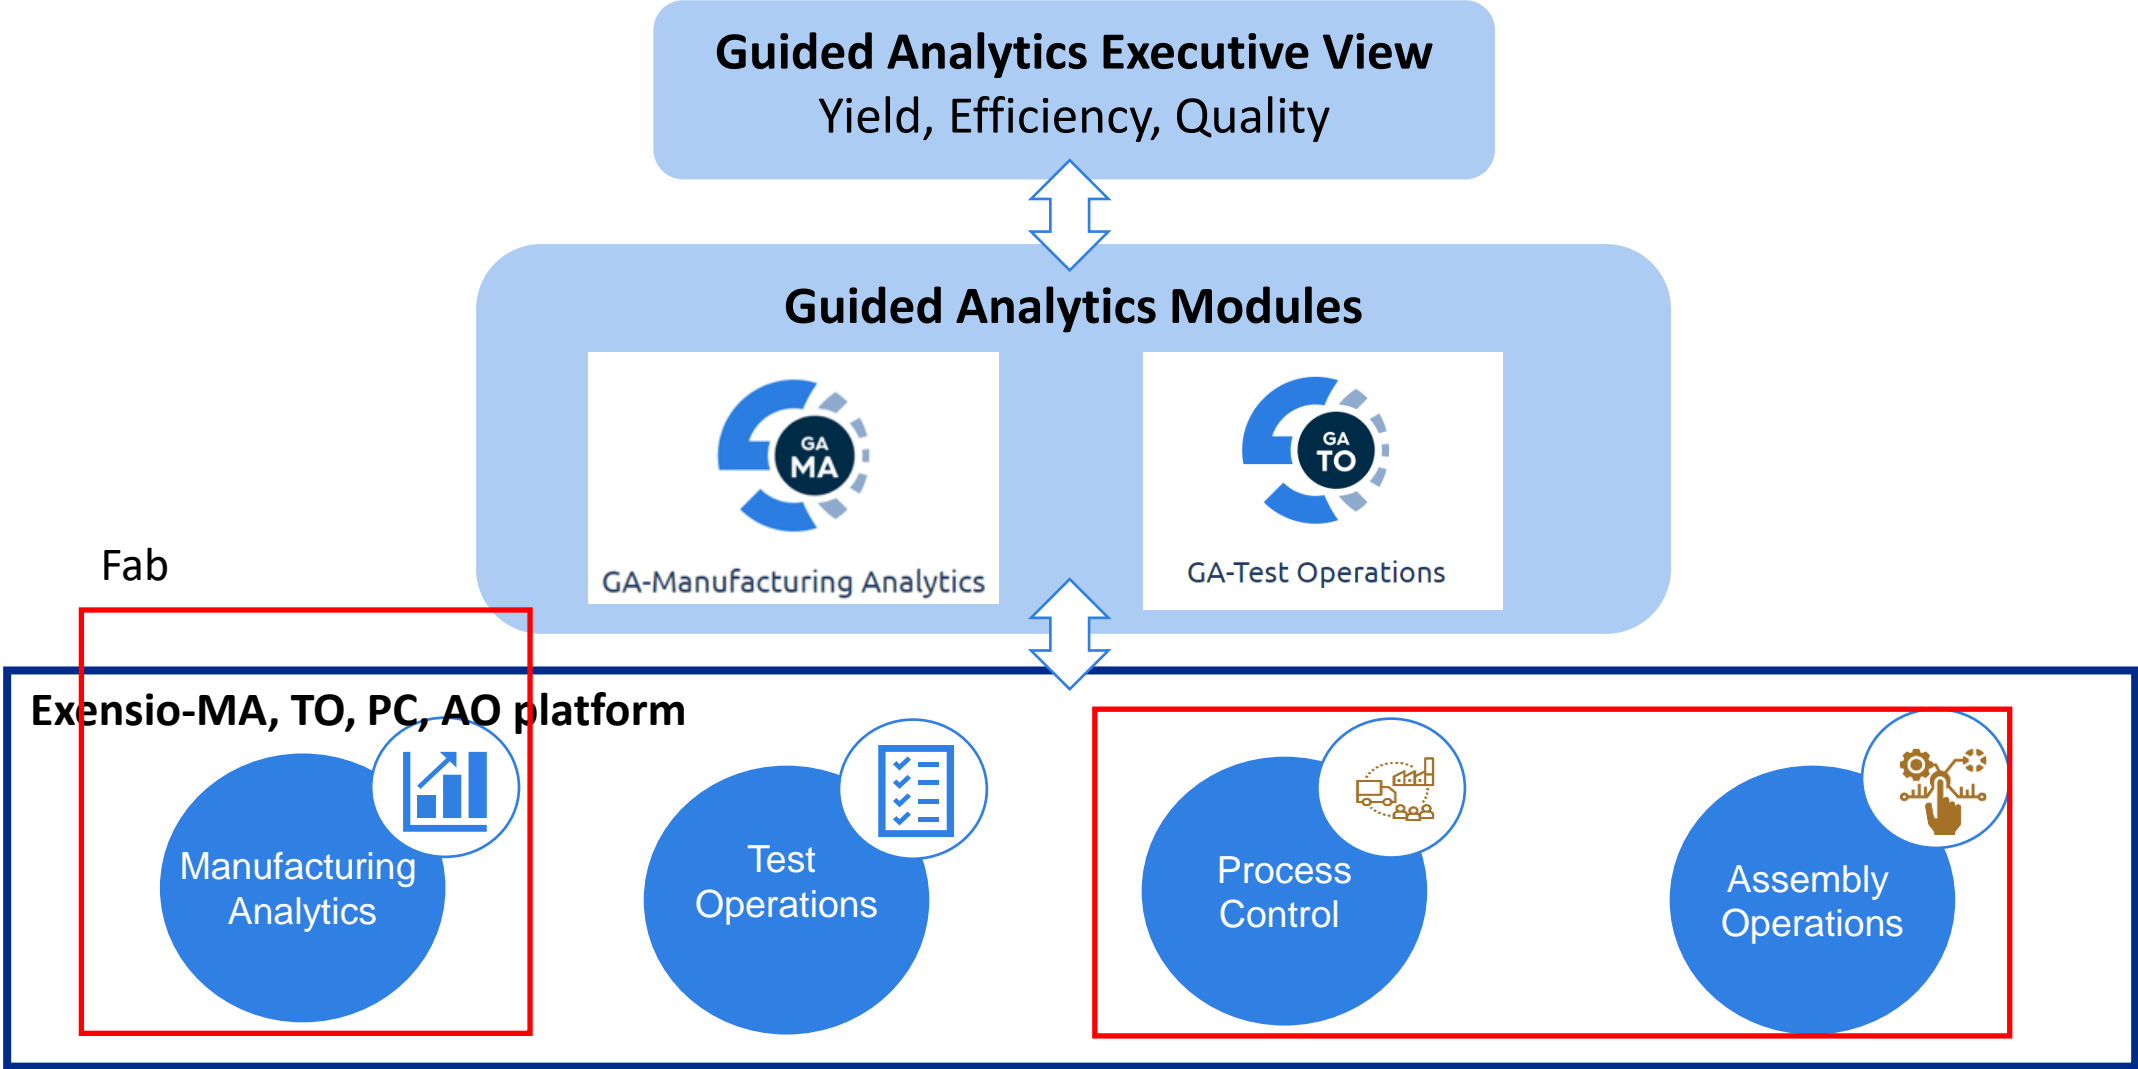 Guided Analytics Executive View
Yield, Efficiency, Quality
Guided Analytics Modules
GA
MA
GA-Manufacturing Analytics
GA
TO
GA-Test Operations
Fab
Exensio-MA, TO, PC, AO platform
Manufacturing
Analytics
Test
Operations
Process
Control
Assembly
Operations